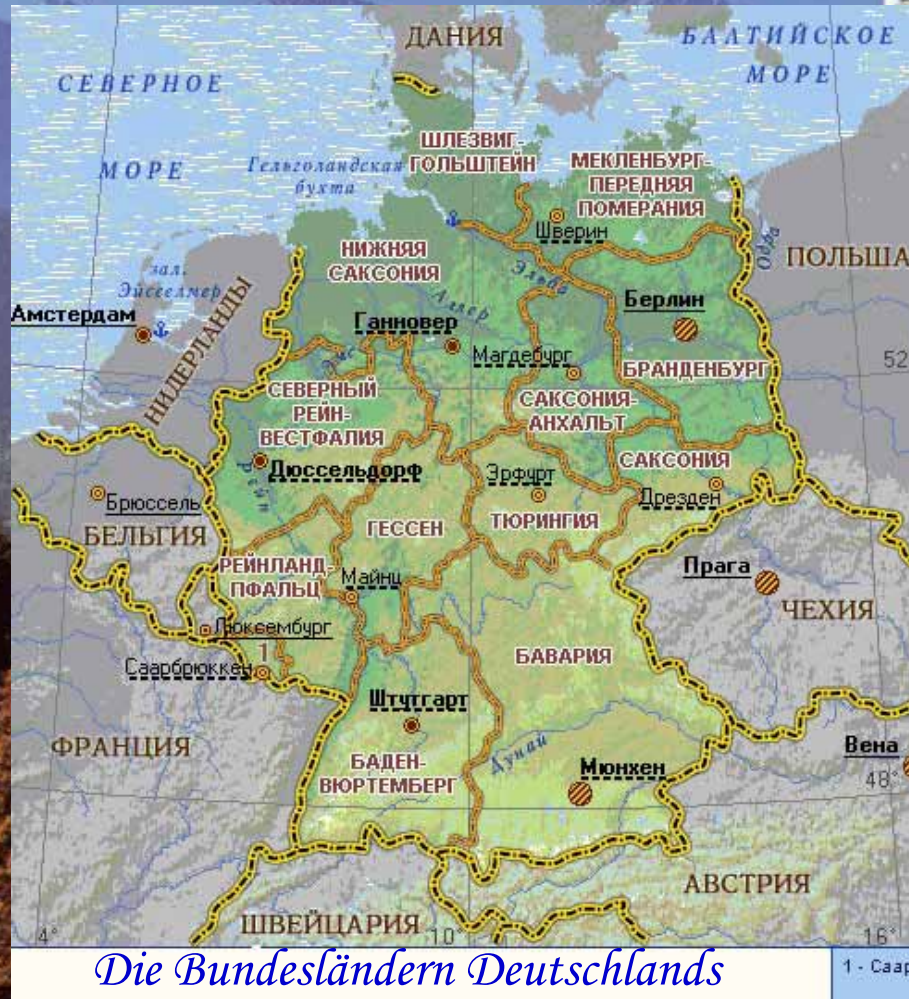 ДАНИЯ
БАЛТИЙСКОЕ
МОРЕ
СЕВЕРНОЕ
МОРЕ
Гельголандская
бухта
ШЛЕЗВИГ-
ГОЛЬШТЕЙН
МЕКЛЕНБУРГ-
ПЕРЕДНЯЯ
ПОМЕРАНИЯ
Шверин
Одра
ПОЛЬША
НИЖНЯЯ
САКСОНИЯ
зал.
Эйсселмер
Эльба
Аллер
Берлин
Амстердам
НИДЕРЛАНДЫ
Ганновер
Магдебург
52
БРАНДЕНБУРГ
Эмс
СЕВЕРНЫЙ
РЕЙН-
ВЕСТФАЛИЯ
САКСОНИЯ-
АНХАЛЬТ
САКСОНИЯ
Дюссельдорф
Рейн
Эрфурт
Дрезден
Брюссель
БЕЛЬГИЯ
ГЕССЕН
ТЮРИНГИЯ
РЕЙНЛАНД-
ПФАЛЬЦ
Майнц
Прага
ЧЕХИЯ
Люксембург
1
Саарбрюккен
БАВАРИЯ
Штутгарт
ФРАНЦИЯ
БАДЕН-
ВЮРТЕМБЕРГ
Дунай
Мюнхен
Вена
48°
АВСТРИЯ
ШВЕЙЦАРИЯ
4°
10°
16°
Die Bundesländern Deutschlands
1 - Саар